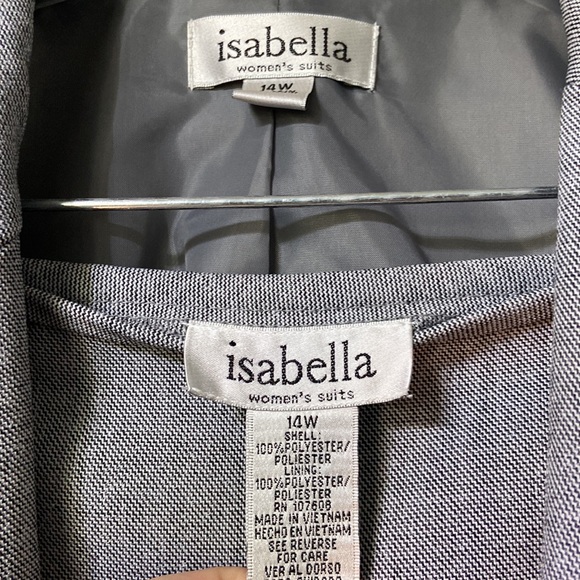 isabella
women's suits
14W
isabella
women's suits
14W
SHELL:
100%POLYESTER/
POLIESTER
LINING:
100%POLYESTER/
POLIESTER
RN 107606
MADE IN VIETNAM
HECHO EN VIETNAM
SEE REVERSE
FOR CARE
VER AL DORSO